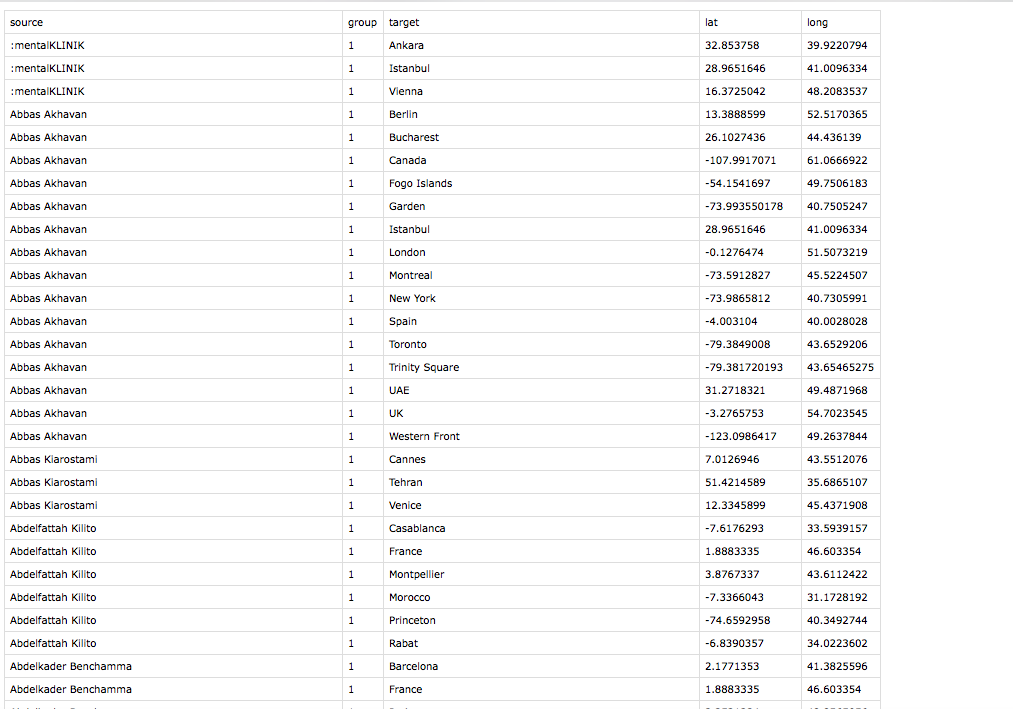 source group target lat long
:mentalKLINIK 1 Ankara 32.853758 39.9220794
:mentalKLINIK 1 Istanbul 28.9651646 41.0096334
:mentalKLINIK 1 Vienna 16.3725042 48.2083537
Abbas Akhavan 1 Berlin 13.3888599 52.5170365
Abbas Akhavan 1 Bucharest 26.1027436 44.436139
Abbas Akhavan 1 Canada -107.9917071 61.0666922
Abbas Akhavan 1 Fogo Islands -54.1541697 49.7506183
Abbas Akhavan 1 Garden -73.993550178 40.7505247
Abbas Akhavan 1 Istanbul 28.9651646 41.0096334
Abbas Akhavan 1 London -0.1276474 51.5073219
Abbas Akhavan 1 Montreal -73.5912827 45.5224507
Abbas Akhavan 1 New York -73.9865812 40.7305991
Abbas Akhavan 1 Spain -4.003104 40.0028028
Abbas Akhavan 1 Toronto -79.3849008 43.6529206
Abbas Akhavan 1 Trinity Square -79.381720193 43.65465275
Abbas Akhavan 1 UAE 31.2718321 49.4871968
Abbas Akhavan 1 UK -3.2765753 54.7023545
Abbas Akhavan 1 Western Front -123.0986417 49.2637844
Abbas Kiarostami 1 Cannes 7.0126946 43.5512076
Abbas Kiarostami 1 Tehran 51.4214589 35.6865107
Abbas Kiarostami 1 Venice 12.3345899 45.4371908
Abdelfattah Kilito 1 Casablanca -7.6176293 33.5939157
Abdelfattah Kilito 1 France 1.8883335 46.603354
Abdelfattah Kilito 1 Montpellier 3.8767337 43.6112422
Abdelfattah Kilito 1 Morocco -7.3366043 31.1728192
Abdelfattah Kilito 1 Princeton -74.6592958 40.3492744
Abdelfattah Kilito 1 Rabat -6.8390357 34.0223602
Abdelkader Benchamma 1 Barcelona 2.1771353 41.3825596
Abdelkader Benchamma 1 France 1.8883335 46.603354